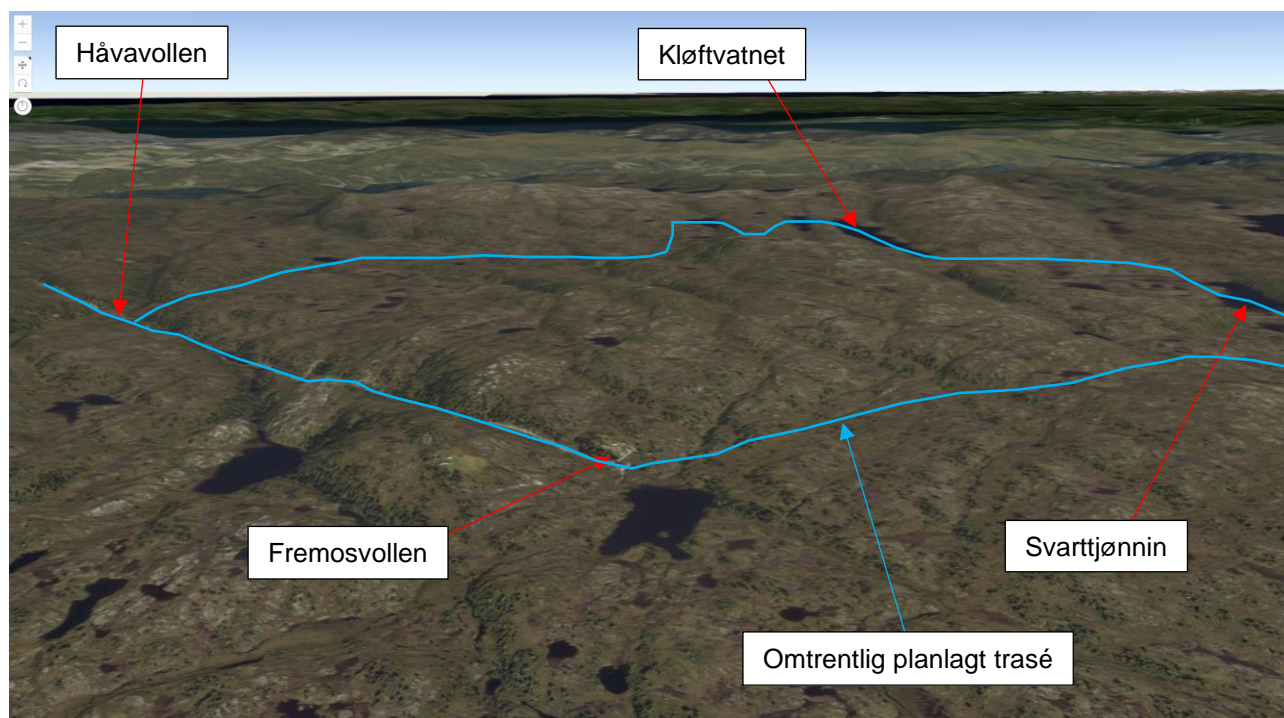 Håvavollen
Kløftvatnet
Fremosvollen
Svarttjønnin
Omtrentlig planlagt trasé